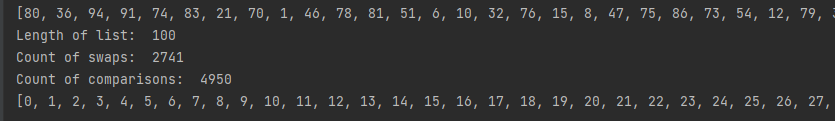 [80, 36, 94, 91, 74, 83, 21, 70, 1, 46, 78, 81, 51, 6, 10, 32, 76, 15, 8, 47, 75, 86, 73, 54, 12, 79,
Length of list:  100
Count of swaps:  2741
Count of comparisons:  4950
[0, 1, 2, 3, 4, 5, 6, 7, 8, 9, 10, 11, 12, 13, 14, 15, 16, 17, 18, 19, 20, 21, 22, 23, 24, 25, 26, 27,